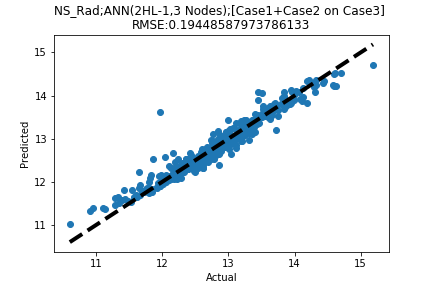 NS_Rad;ANN(2HL-1,3 Nodes);[Case1+Case2 on Case3]
RMSE:0.19448587973786133
15
14
13
12
11
Predicted
11
12
13
14
15
Actual